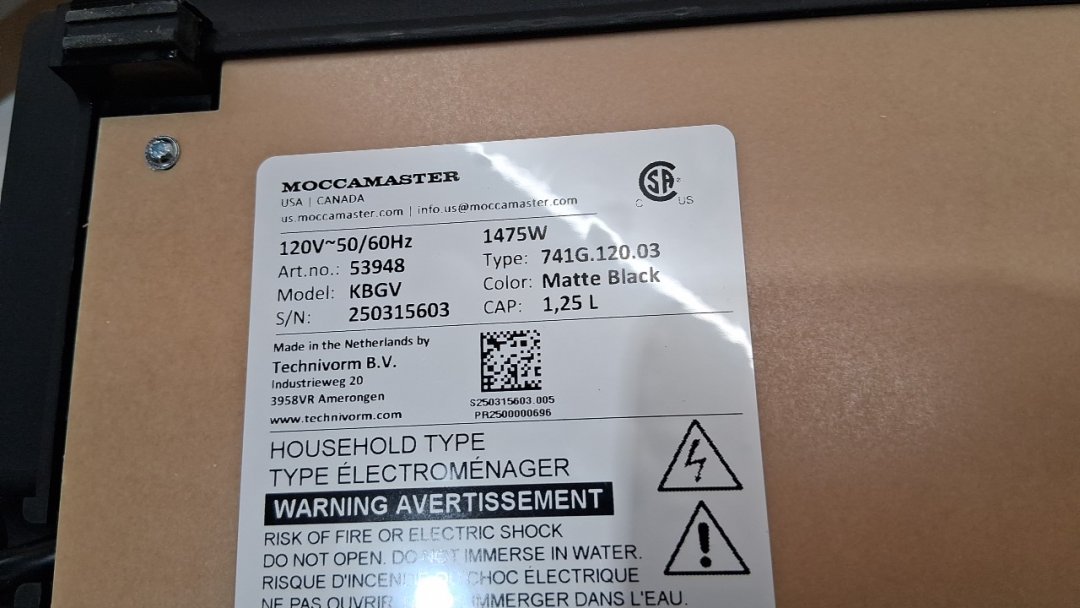 MOCCAMASTER
USA | CANADA
us.moccamaster.com | info.us@moccamaster.com
C SA US
120V~50/60Hz 1475W
Art.no.: 53948 Type: 741G.120.03
Model: KBGV Color: Matte Black
S/N: 250315603 CAP: 1,25 L
Made in the Netherlands by
Technivorm B.V.
Industrieweg 20
3958VR Amerongen
www.technivorm.com
S250315603.005
PR2500000696
HOUSEHOLD TYPE
TYPE ÉLECTROMÉNAGER
WARNING AVERTISSEMENT
RISK OF FIRE OR ELECTRIC SHOCK
DO NOT OPEN. DO NOT IMMERSE IN WATER.
RISQUE D'INCENDIE OU CHOC ÉLECTRIQUE
NE PAS OUVRIR IMMERGER DANS L'EAU.